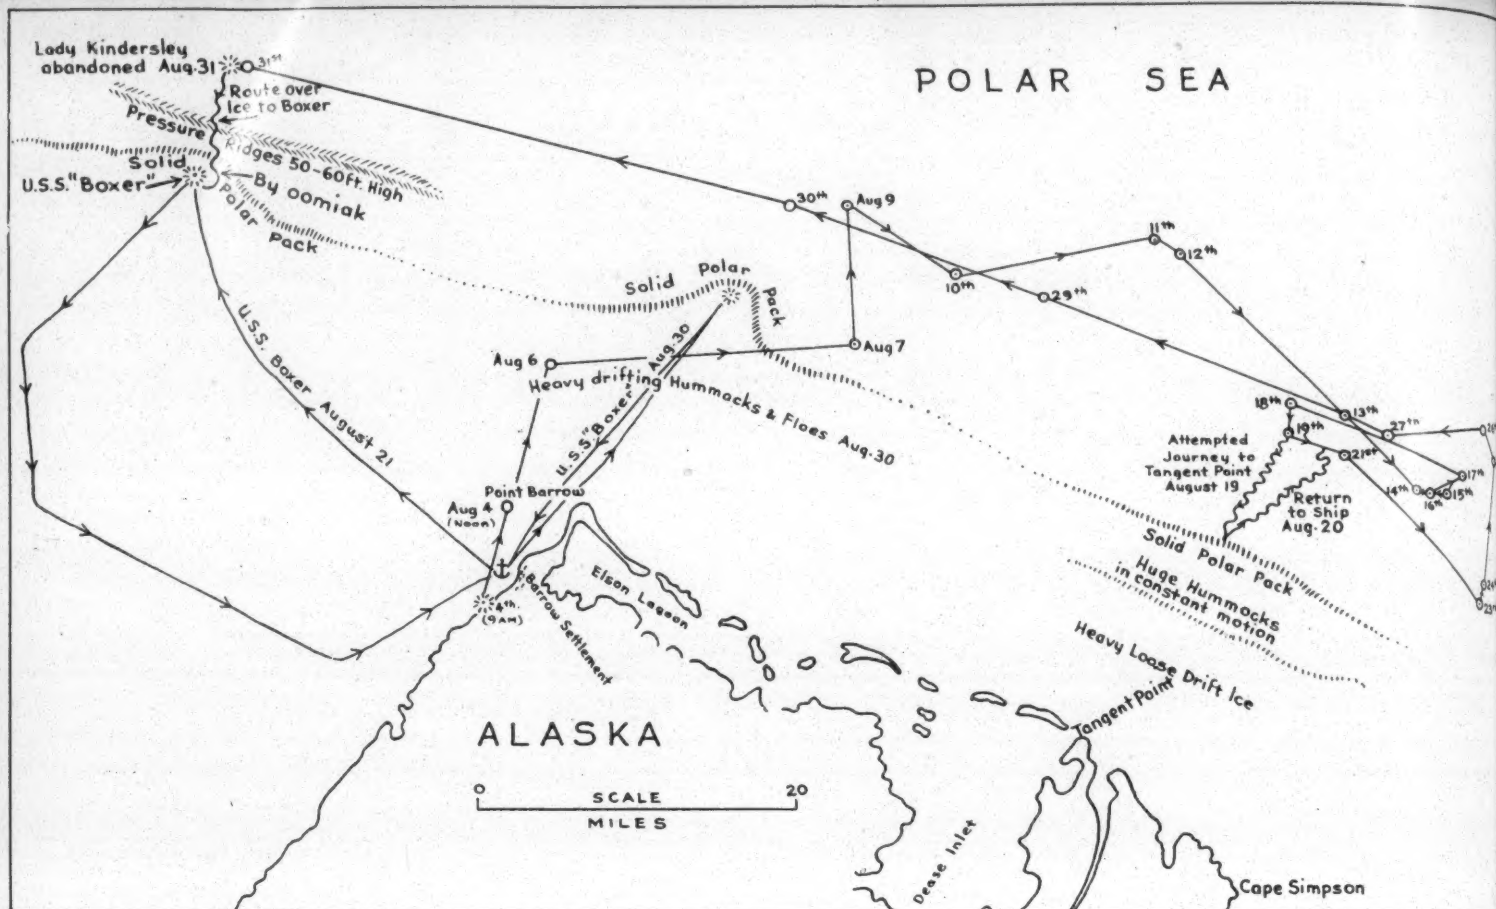 Lady Kindersley
abandoned Aug.31
31st
POLAR SEA
Route over
Ice to Boxer
Pressure Ridges 50-60ft. High
Solid Polar Pack
U.S.S."Boxer"
By oomiak
30th
Aug 9
11th
12th
10th
29th
Solid Polar Pack
U.S.S. Boxer August 21
Aug 6
Aug 7
U.S.S."Boxer" Aug.30
Heavy drifting Hummocks & Floes Aug.30
18th
13th
19th
27th
21st
17th
14th
15th
16th
Attempted
Journey to
Tangent Point
August 19
Return
to Ship
Aug.20
23rd
Point Barrow
Aug 4
(Noon)
Solid Polar Pack
Huge Hummocks
in constant
motion
Heavy Loose Drift Ice
Elson Lagoon
4th
(9AM)
Barrow Settlement
Tangent Point
ALASKA
0 20
SCALE
MILES
Dease Inlet
Cape Simpson